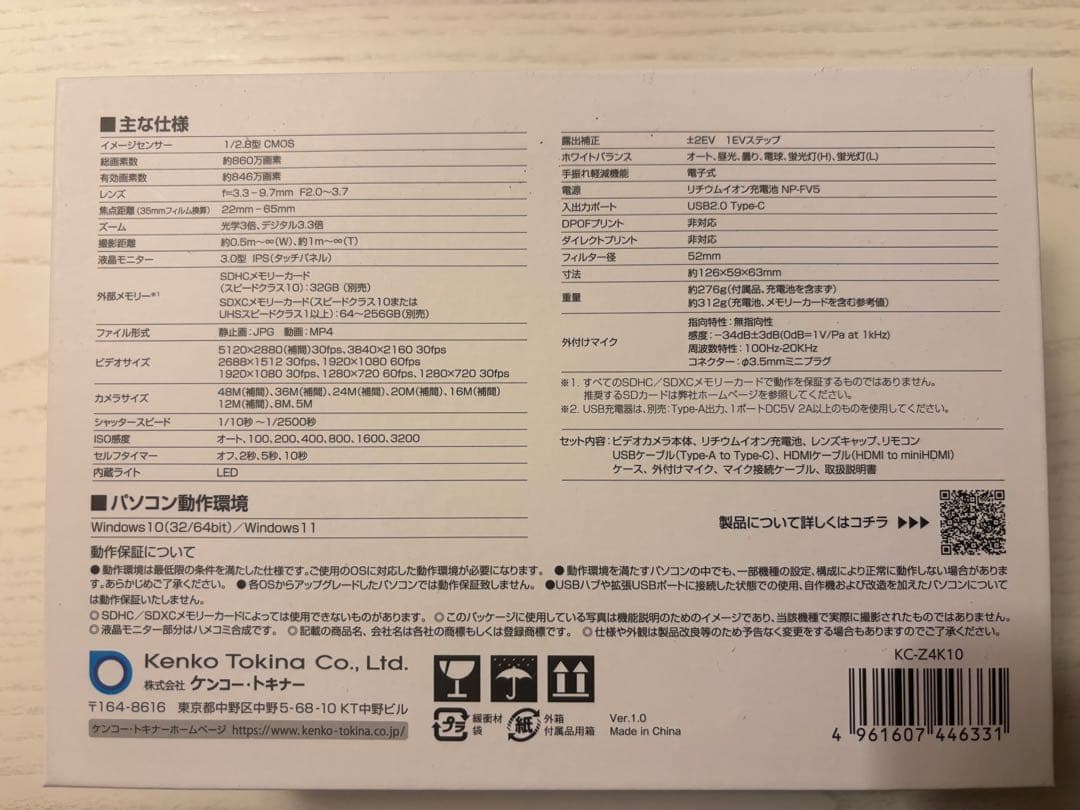 ■主な仕様
イメージセンサー 1/2.8型 CMOS
総画素数 約860万画素
有効画素数 約846万画素
レンズ f=3.3−9.7mm F2.0〜3.7
焦点距離（35mmフィルム換算） 22mm−65mm
ズーム 光学3倍、デジタル3.3倍
撮影距離 約0.5m〜∞(W)、約1m〜∞(T)
液晶モニター 3.0型 IPS(タッチパネル)
外部メモリー※1 SDHCメモリーカード
(スピードクラス10)：32GB (別売)
SDXCメモリーカード(スピードクラス10または
UHSスピードクラス1以上)：64〜256GB(別売)
ファイル形式 静止画：JPG 動画：MP4
ビデオサイズ 5120×2880(補間)30fps、3840×2160 30fps
2688×1512 30fps、1920×1080 60fps
1920×1080 30fps、1280×720 60fps、1280×720 30fps
カメラサイズ 48M(補間)、36M(補間)、24M(補間)、20M(補間)、16M(補間)
12M(補間)、8M、5M
シャッタースピード 1/10秒〜1/2500秒
ISO感度 オート、100、200、400、800、1600、3200
セルフタイマー オフ、2秒、5秒、10秒
内蔵ライト LED
■パソコン動作環境
Windows10(32/64bit)／Windows11
露出補正 ±2EV 1EVステップ
ホワイトバランス オート、昼光、曇り、電球、蛍光灯(H)、蛍光灯(L)
手振れ軽減機能 電子式
電源 リチウムイオン充電池 NP-FV5
入出力ポート USB2.0 Type-C
DPOFプリント 非対応
ダイレクトプリント 非対応
フィルター径 52mm
寸法 約126×59×63mm
重量 約276g(付属品、充電池を含まず)
約312g(充電池、メモリーカードを含む参考値)
外付けマイク 指向特性：無指向性
感度：−34dB±3dB(0dB=1V/Pa at 1kHz)
周波数特性：100Hz-20KHz
コネクター：φ3.5mmミニプラグ
※1. すべてのSDHC／SDXCメモリーカードで動作を保証するものではありません。
推奨するSDカードは弊社ホームページを参照してください。
※2. USB充電器は、別売：Type-A出力、1ポートDC5V 2A以上のものを使用してください。
セット内容：ビデオカメラ本体、リチウムイオン充電池、レンズキャップ、リモコン
USBケーブル(Type-A to Type-C)、HDMIケーブル(HDMI to miniHDMI)
ケース、外付けマイク、マイク接続ケーブル、取扱説明書
製品について詳しくはコチラ ▶▶▶
動作保証について
●動作環境は最低限の条件を満たした仕様です。ご使用のOSに対応した動作環境が必要になります。 ●動作環境を満たすパソコンの中でも、一部機種の設定、構成により正常に動作しない場合がありま
す。あらかじめご了承ください。 ●各OSからアップグレードしたパソコンでは動作保証致しません。 ●USBハブや拡張USBポートに接続した状態での使用、自作機および改造を加えたパソコンについて
は動作保証いたしません。
◎SDHC／SDXCメモリーカードによっては使用できないものがあります。 ◎このパッケージに使用している写真は機能説明のためのイメージであり、当該機種で実際に撮影されたものではありません。
◎液晶モニター部分はハメコミ合成です。 ◎記載の商品名、会社名は各社の商標もしくは登録商標です。 ◎仕様や外観は製品改良等のため予告なく変更をする場合もありますのでご了承ください。
Kenko Tokina Co., Ltd.
株式会社 ケンコー・トキナー
〒164-8616 東京都中野区中野5-68-10 KT中野ビル
ケンコー・トキナーホームページ https://www.kenko-tokina.co.jp/
プラ 緩衝材
袋
紙 外箱
付属品用箱
Ver.1.0
Made in China
KC-Z4K10
4 961607 446331